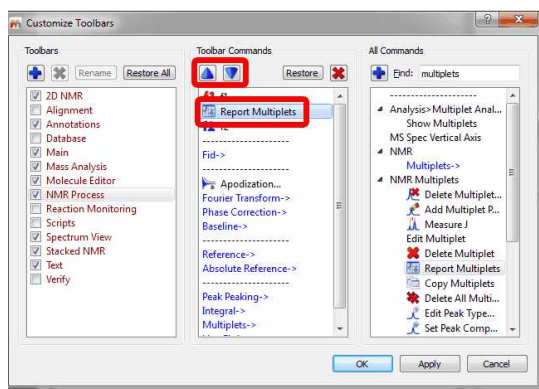 Customize Toolbars
Toolbars
Rename
Restore All
2D NMR
Alignment
Annotations
Database
Main
Mass Analysis
Molecule Editor
NMR Process
Reaction Monitoring
Scripts
Spectrum View
Stacked NMR
Text
Verify
Toolbar Commands
Restore
f1
Report Multiplets
f2
--------------------
Fid->
--------------------
Apodization...
Fourier Transform->
Phase Correction->
Baseline->
--------------------
Reference->
Absolute Reference->
--------------------
Peak Peaking->
Integral->
Multiplets->
All Commands
Find: multiplets
--------------------
Analysis>Multiplet Anal...
Show Multiplets
MS Spec Vertical Axis
NMR
Multiplets->
NMR Multiplets
Delete Multiplet...
Add Multiplet P...
Measure J
Edit Multiplet
Delete Multiplet
Report Multiplets
Copy Multiplets
Delete All Multi...
Edit Peak Type...
Set Peak Comp...
OK
Apply
Cancel